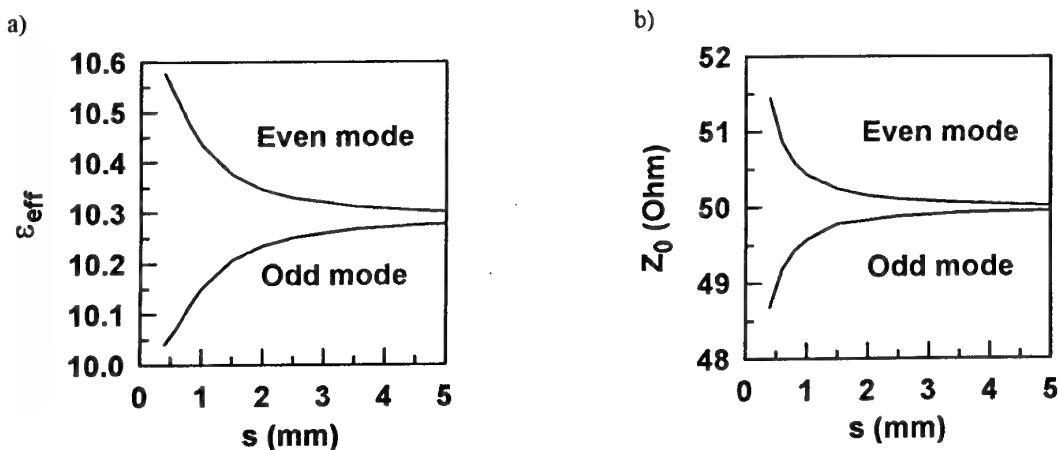 a)
10.6
10.5
10.4
10.3
10.2
10.1
10.0
ε_eff
Even mode
Odd mode
0 1 2 3 4 5
s (mm)
b)
52
51
50
49
48
Z_0 (Ohm)
Even mode
Odd mode
0 1 2 3 4 5
s (mm)